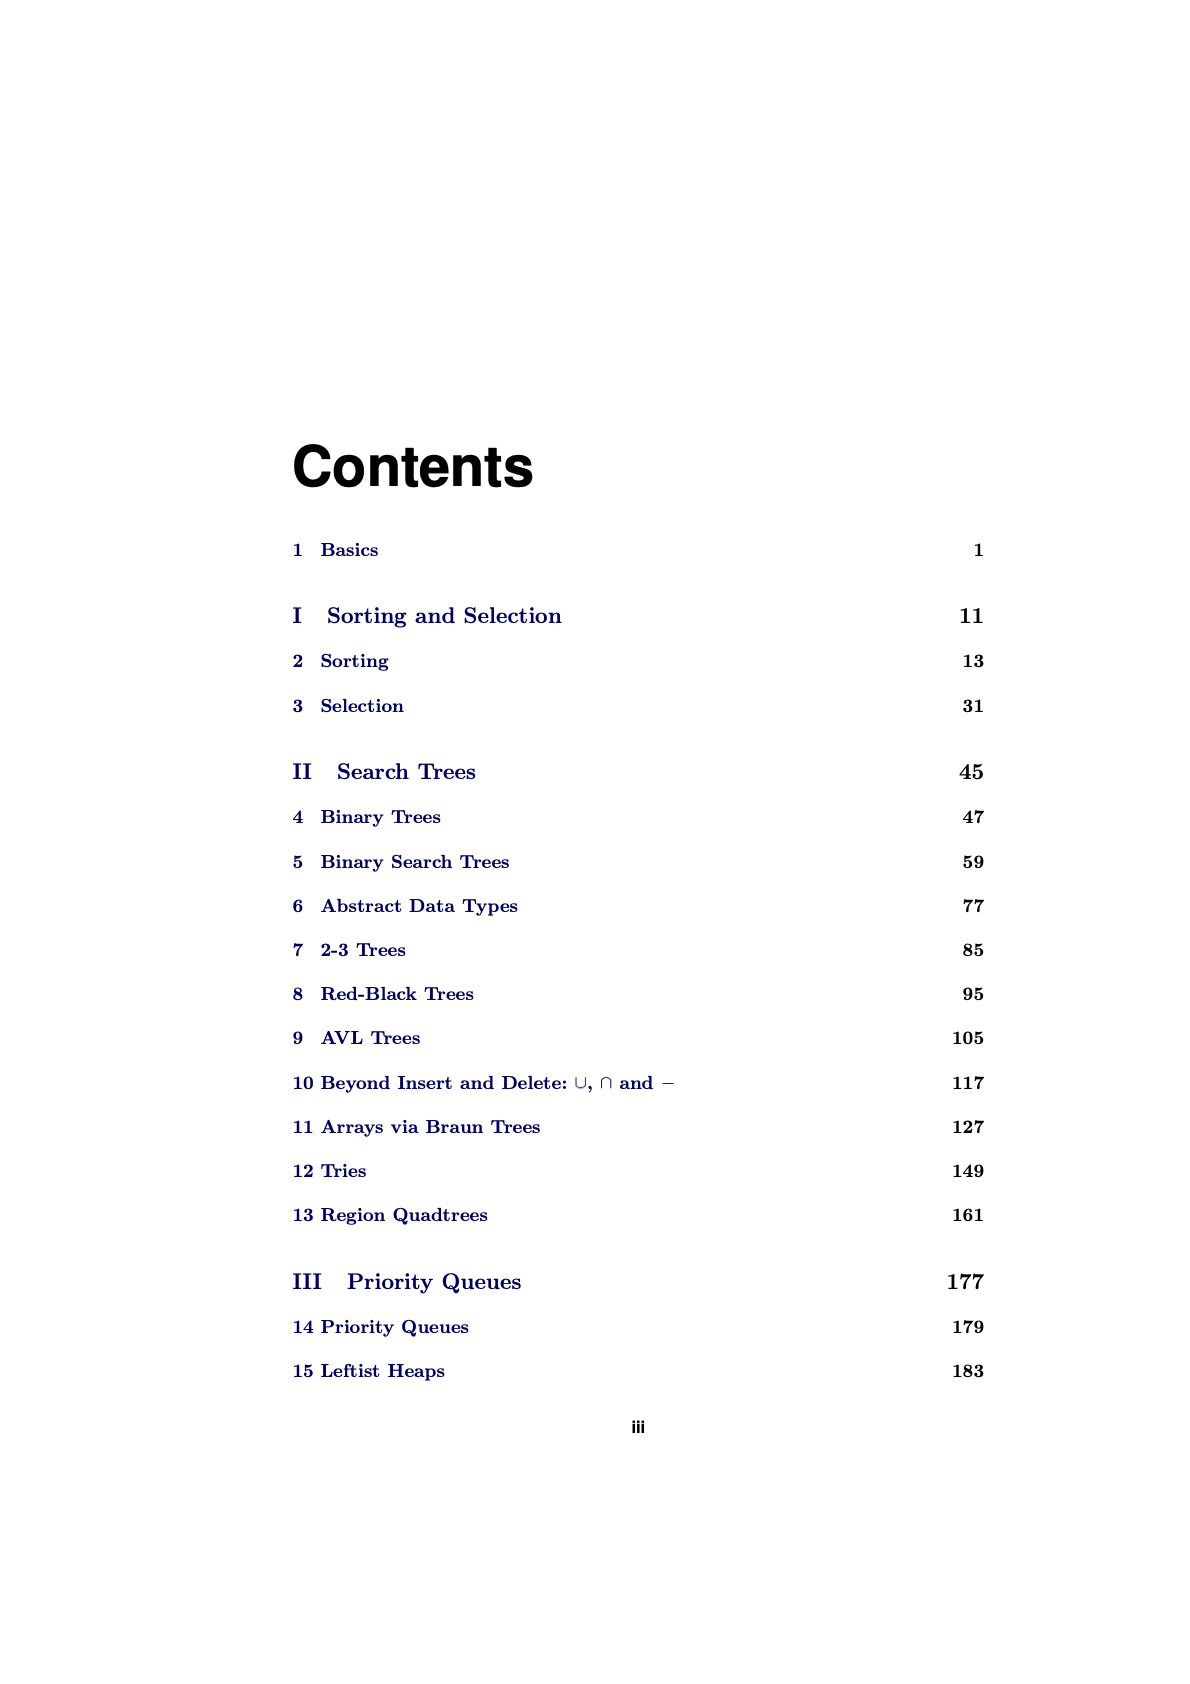 Contents
1 Basics 1
I Sorting and Selection 11
2 Sorting 13
3 Selection 31
II Search Trees 45
4 Binary Trees 47
5 Binary Search Trees 59
6 Abstract Data Types 77
7 2-3 Trees 85
8 Red-Black Trees 95
9 AVL Trees 105
10 Beyond Insert and Delete: ∪, ∩ and − 117
11 Arrays via Braun Trees 127
12 Tries 149
13 Region Quadtrees 161
III Priority Queues 177
14 Priority Queues 179
15 Leftist Heaps 183
iii